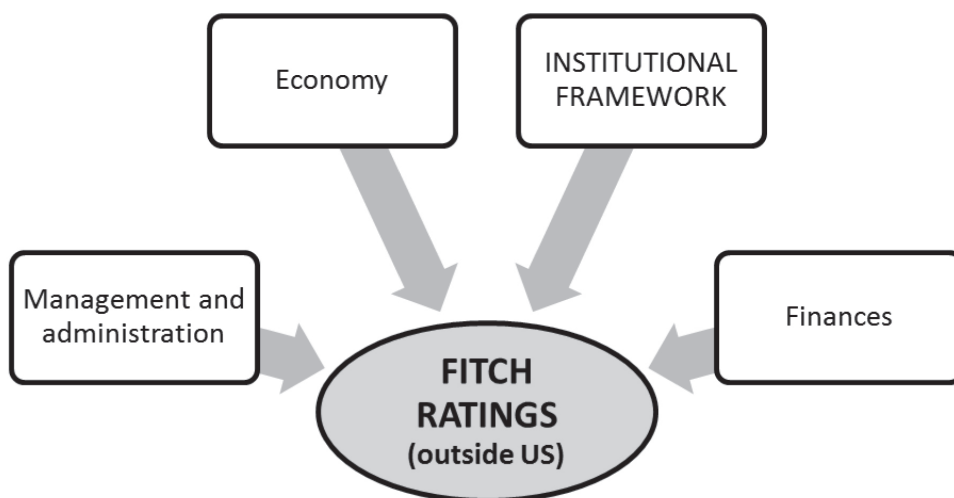 Economy
INSTITUTIONAL
FRAMEWORK
Management and
administration
Finances
FITCH
RATINGS
(outside US)